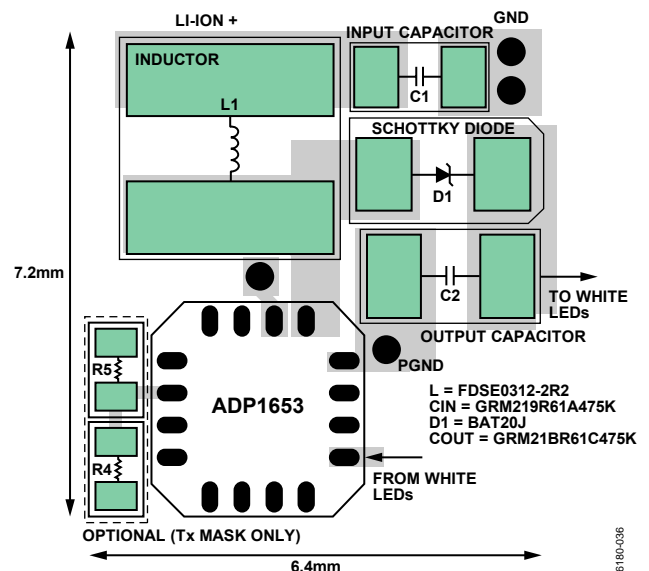 LI-ION +
GND
INPUT CAPACITOR
INDUCTOR
C1
L1
SCHOTTKY DIODE
D1
7.2mm
C2
TO WHITE
LEDs
OUTPUT CAPACITOR
PGND
R5
ADP1653
L = FDSE0312-2R2
CIN = GRM219R61A475K
D1 = BAT20J
COUT = GRM21BR61C475K
R4
FROM WHITE
LEDs
OPTIONAL (Tx MASK ONLY)
6.4mm
6180-036